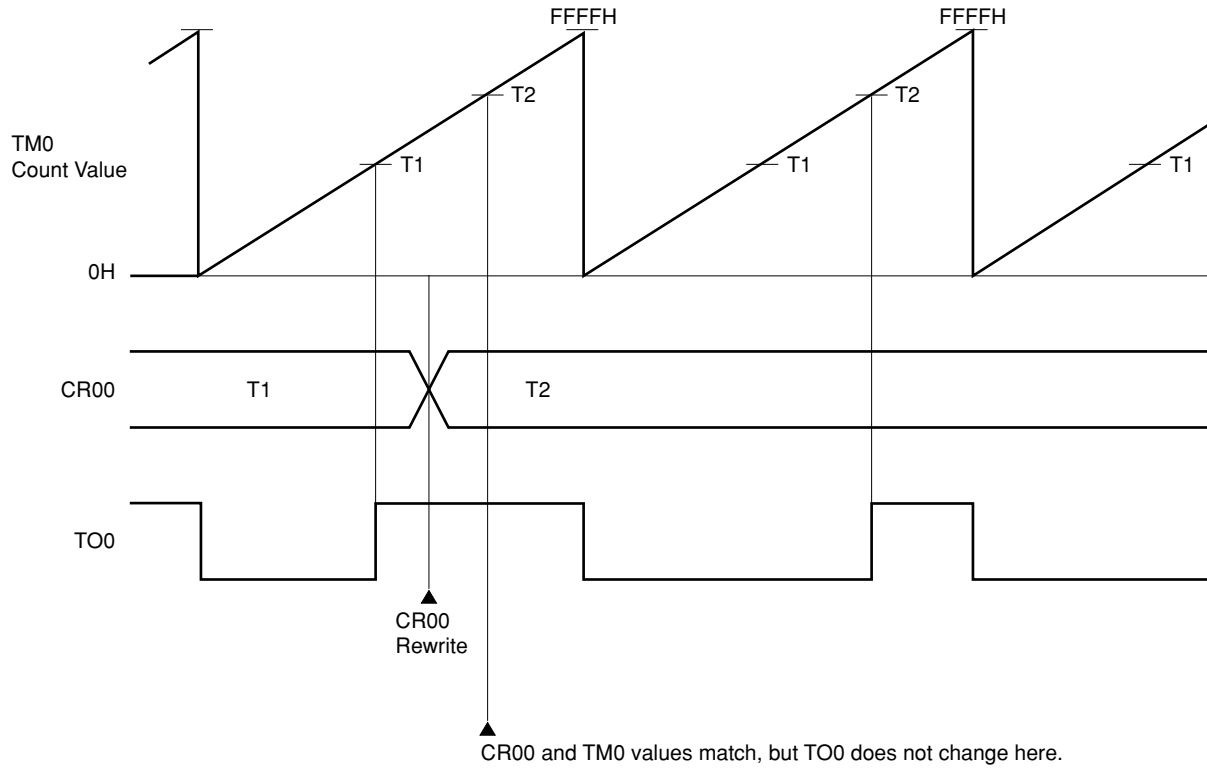 FFFFH
FFFFH
T2
T2
TM0
Count Value
T1
T1
T1
0H
CR00
T1
T2
TO0
CR00
Rewrite
CR00 and TM0 values match, but TO0 does not change here.